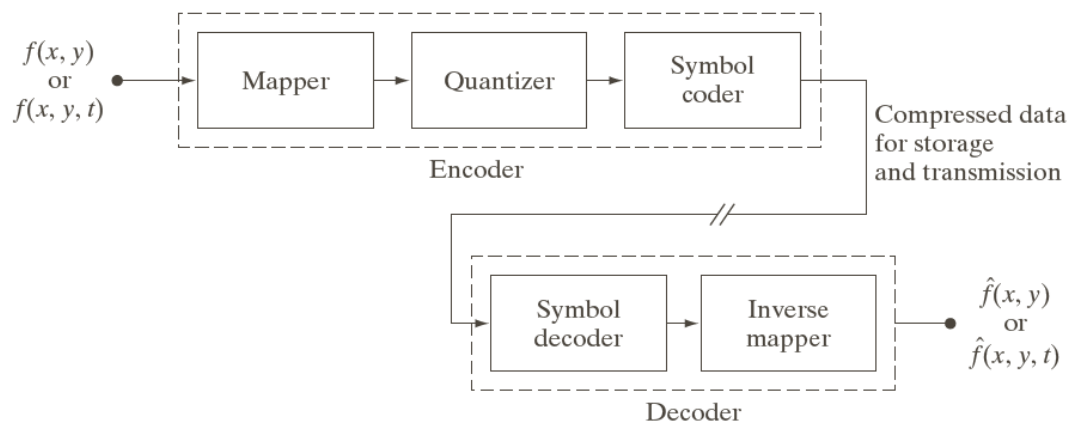 f(x, y)
or
f(x, y, t)
Mapper
Quantizer
Symbol
coder
Encoder
Compressed data
for storage
and transmission
Symbol
decoder
Inverse
mapper
Decoder
f̂(x, y)
or
f̂(x, y, t)